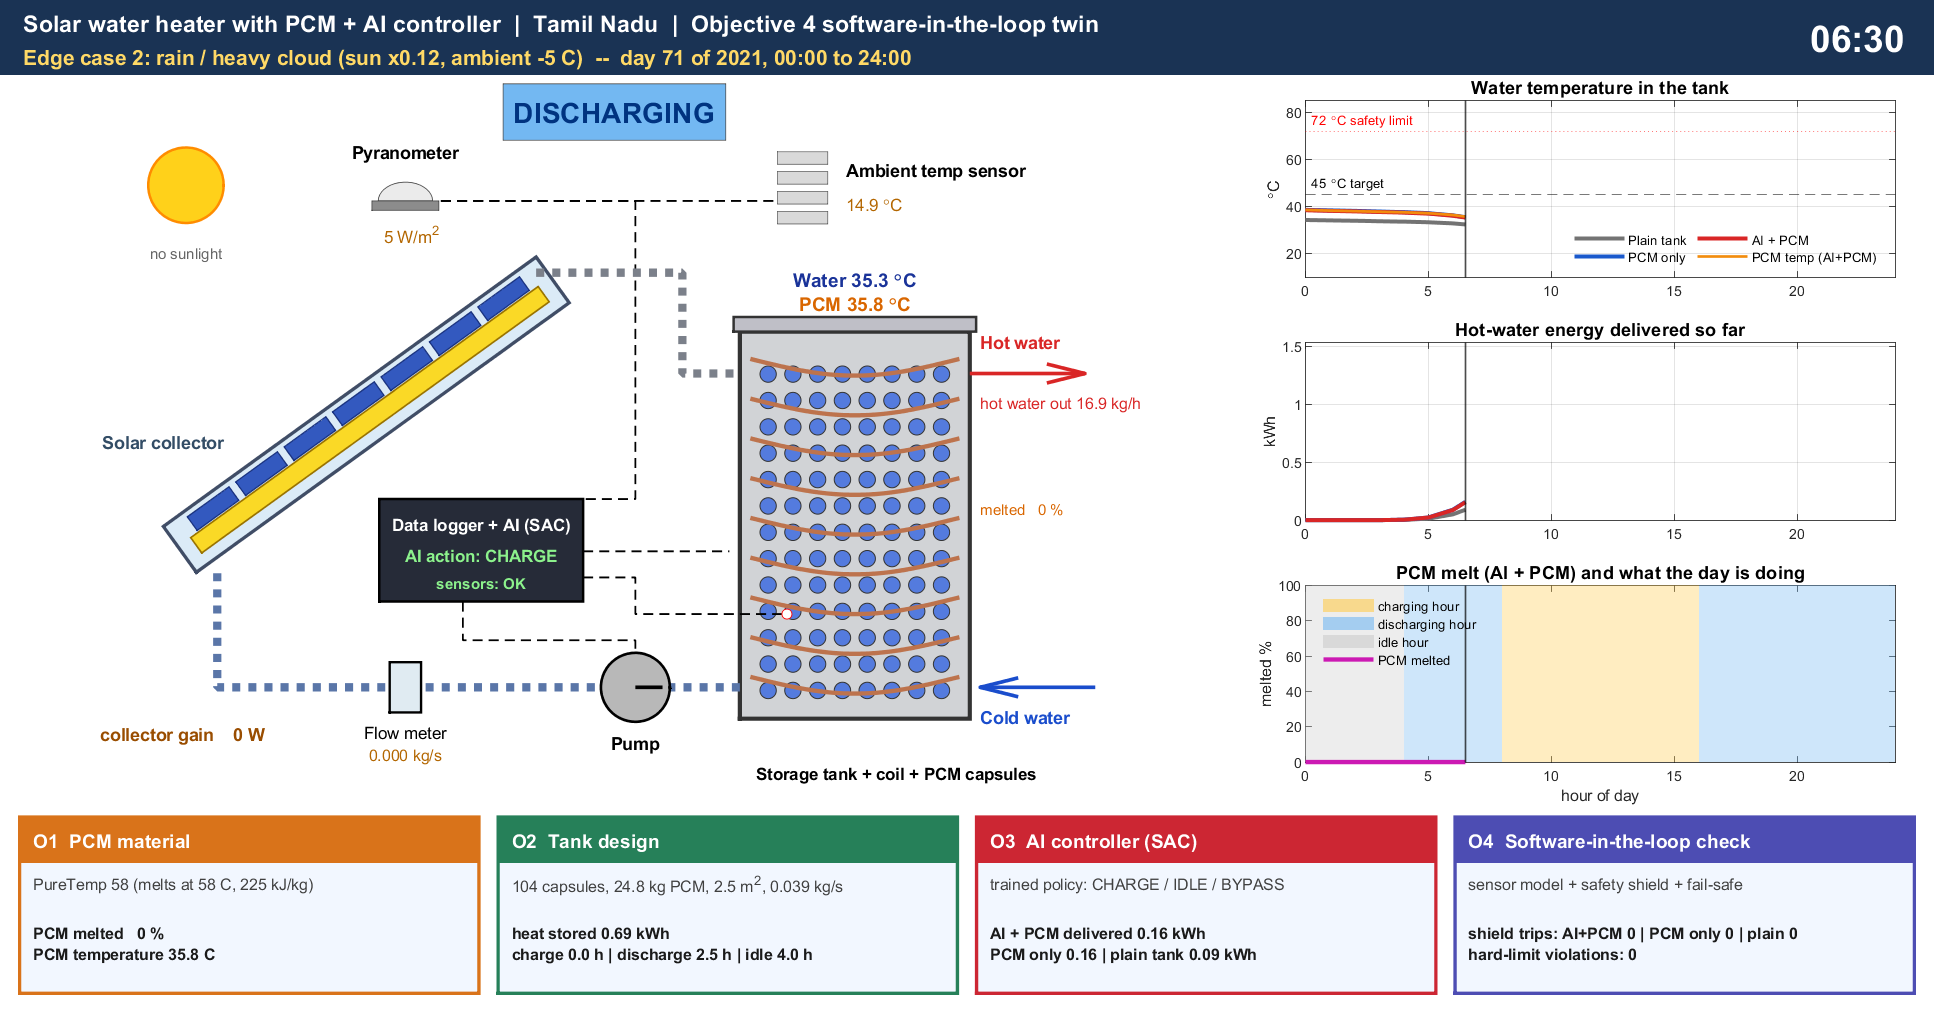 Solar water heater with PCM + AI controller | Tamil Nadu | Objective 4 software-in-the-loop twin
Edge case 2: rain / heavy cloud (sun x0.12, ambient -5 C) -- day 71 of 2021, 00:00 to 24:00
06:30
DISCHARGING
no sunlight
Pyranometer
5 W/m2
Ambient temp sensor
14.9 °C
Solar collector
Water 35.3 °C
PCM 35.8 °C
Hot water
hot water out 16.9 kg/h
melted 0 %
Data logger + AI (SAC)
AI action: CHARGE
sensors: OK
Cold water
collector gain 0 W
Flow meter
0.000 kg/s
Pump
Storage tank + coil + PCM capsules
Water temperature in the tank
72 °C safety limit
45 °C target
°C
80
60
40
20
Plain tank
PCM only
AI + PCM
PCM temp (AI+PCM)
0 5 10 15 20
Hot-water energy delivered so far
kWh
1.5
1
0.5
0
0 5 10 15 20
PCM melt (AI + PCM) and what the day is doing
melted %
100
80
60
40
20
0
charging hour
discharging hour
idle hour
PCM melted
0 5 10 15 20
hour of day
O1 PCM material
PureTemp 58 (melts at 58 C, 225 kJ/kg)
PCM melted 0 %
PCM temperature 35.8 C
O2 Tank design
104 capsules, 24.8 kg PCM, 2.5 m2, 0.039 kg/s
heat stored 0.69 kWh
charge 0.0 h | discharge 2.5 h | idle 4.0 h
O3 AI controller (SAC)
trained policy: CHARGE / IDLE / BYPASS
AI + PCM delivered 0.16 kWh
PCM only 0.16 | plain tank 0.09 kWh
O4 Software-in-the-loop check
sensor model + safety shield + fail-safe
shield trips: AI+PCM 0 | PCM only 0 | plain 0
hard-limit violations: 0